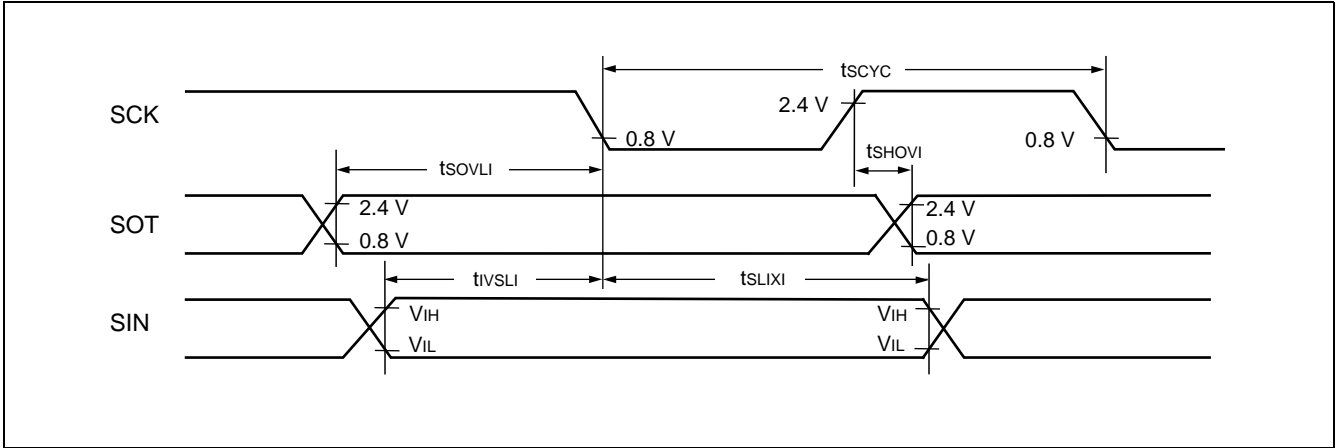 tSCYC
SCK
2.4 V
0.8 V
0.8 V
tSHOVI
tSOVLI
SOT
2.4 V
0.8 V
2.4 V
0.8 V
tIVSLI
tSLIXI
SIN
VIH
VIL
VIH
VIL